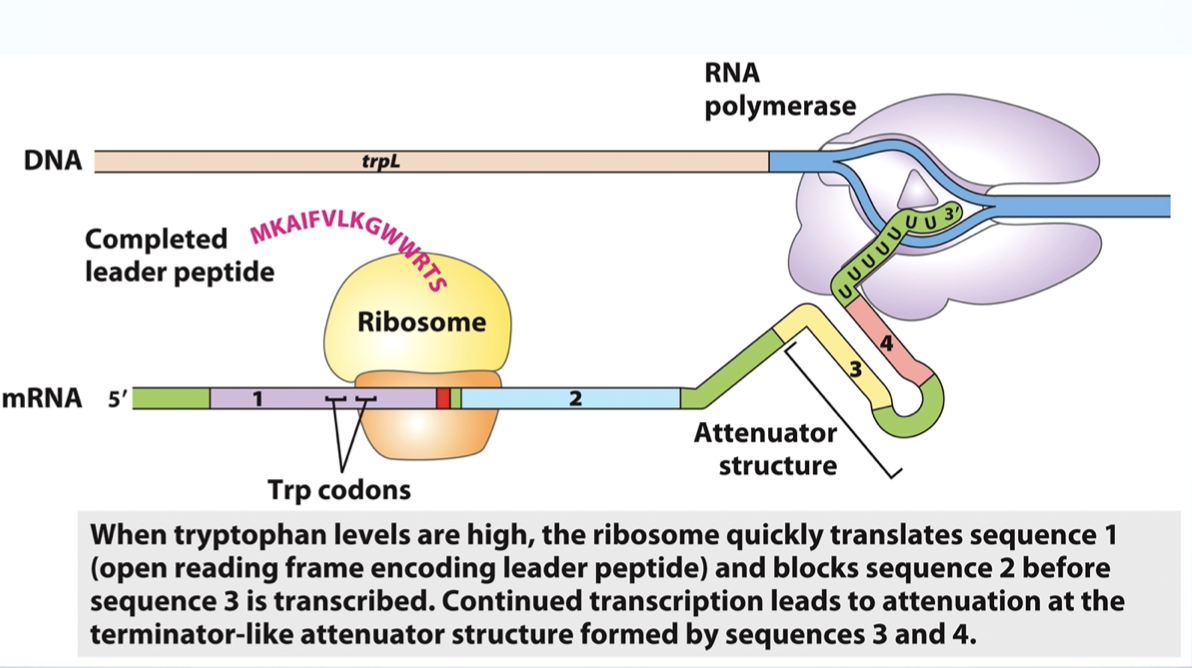 RNA
polymerase
DNA
trpL
UUUUUUUU 3′
Completed
leader peptide
MKAIFVLKGWWRTS
Ribosome
4
3
mRNA 5′ 1 2
Attenuator
structure
Trp codons
When tryptophan levels are high, the ribosome quickly translates sequence 1
(open reading frame encoding leader peptide) and blocks sequence 2 before
sequence 3 is transcribed. Continued transcription leads to attenuation at the
terminator-like attenuator structure formed by sequences 3 and 4.